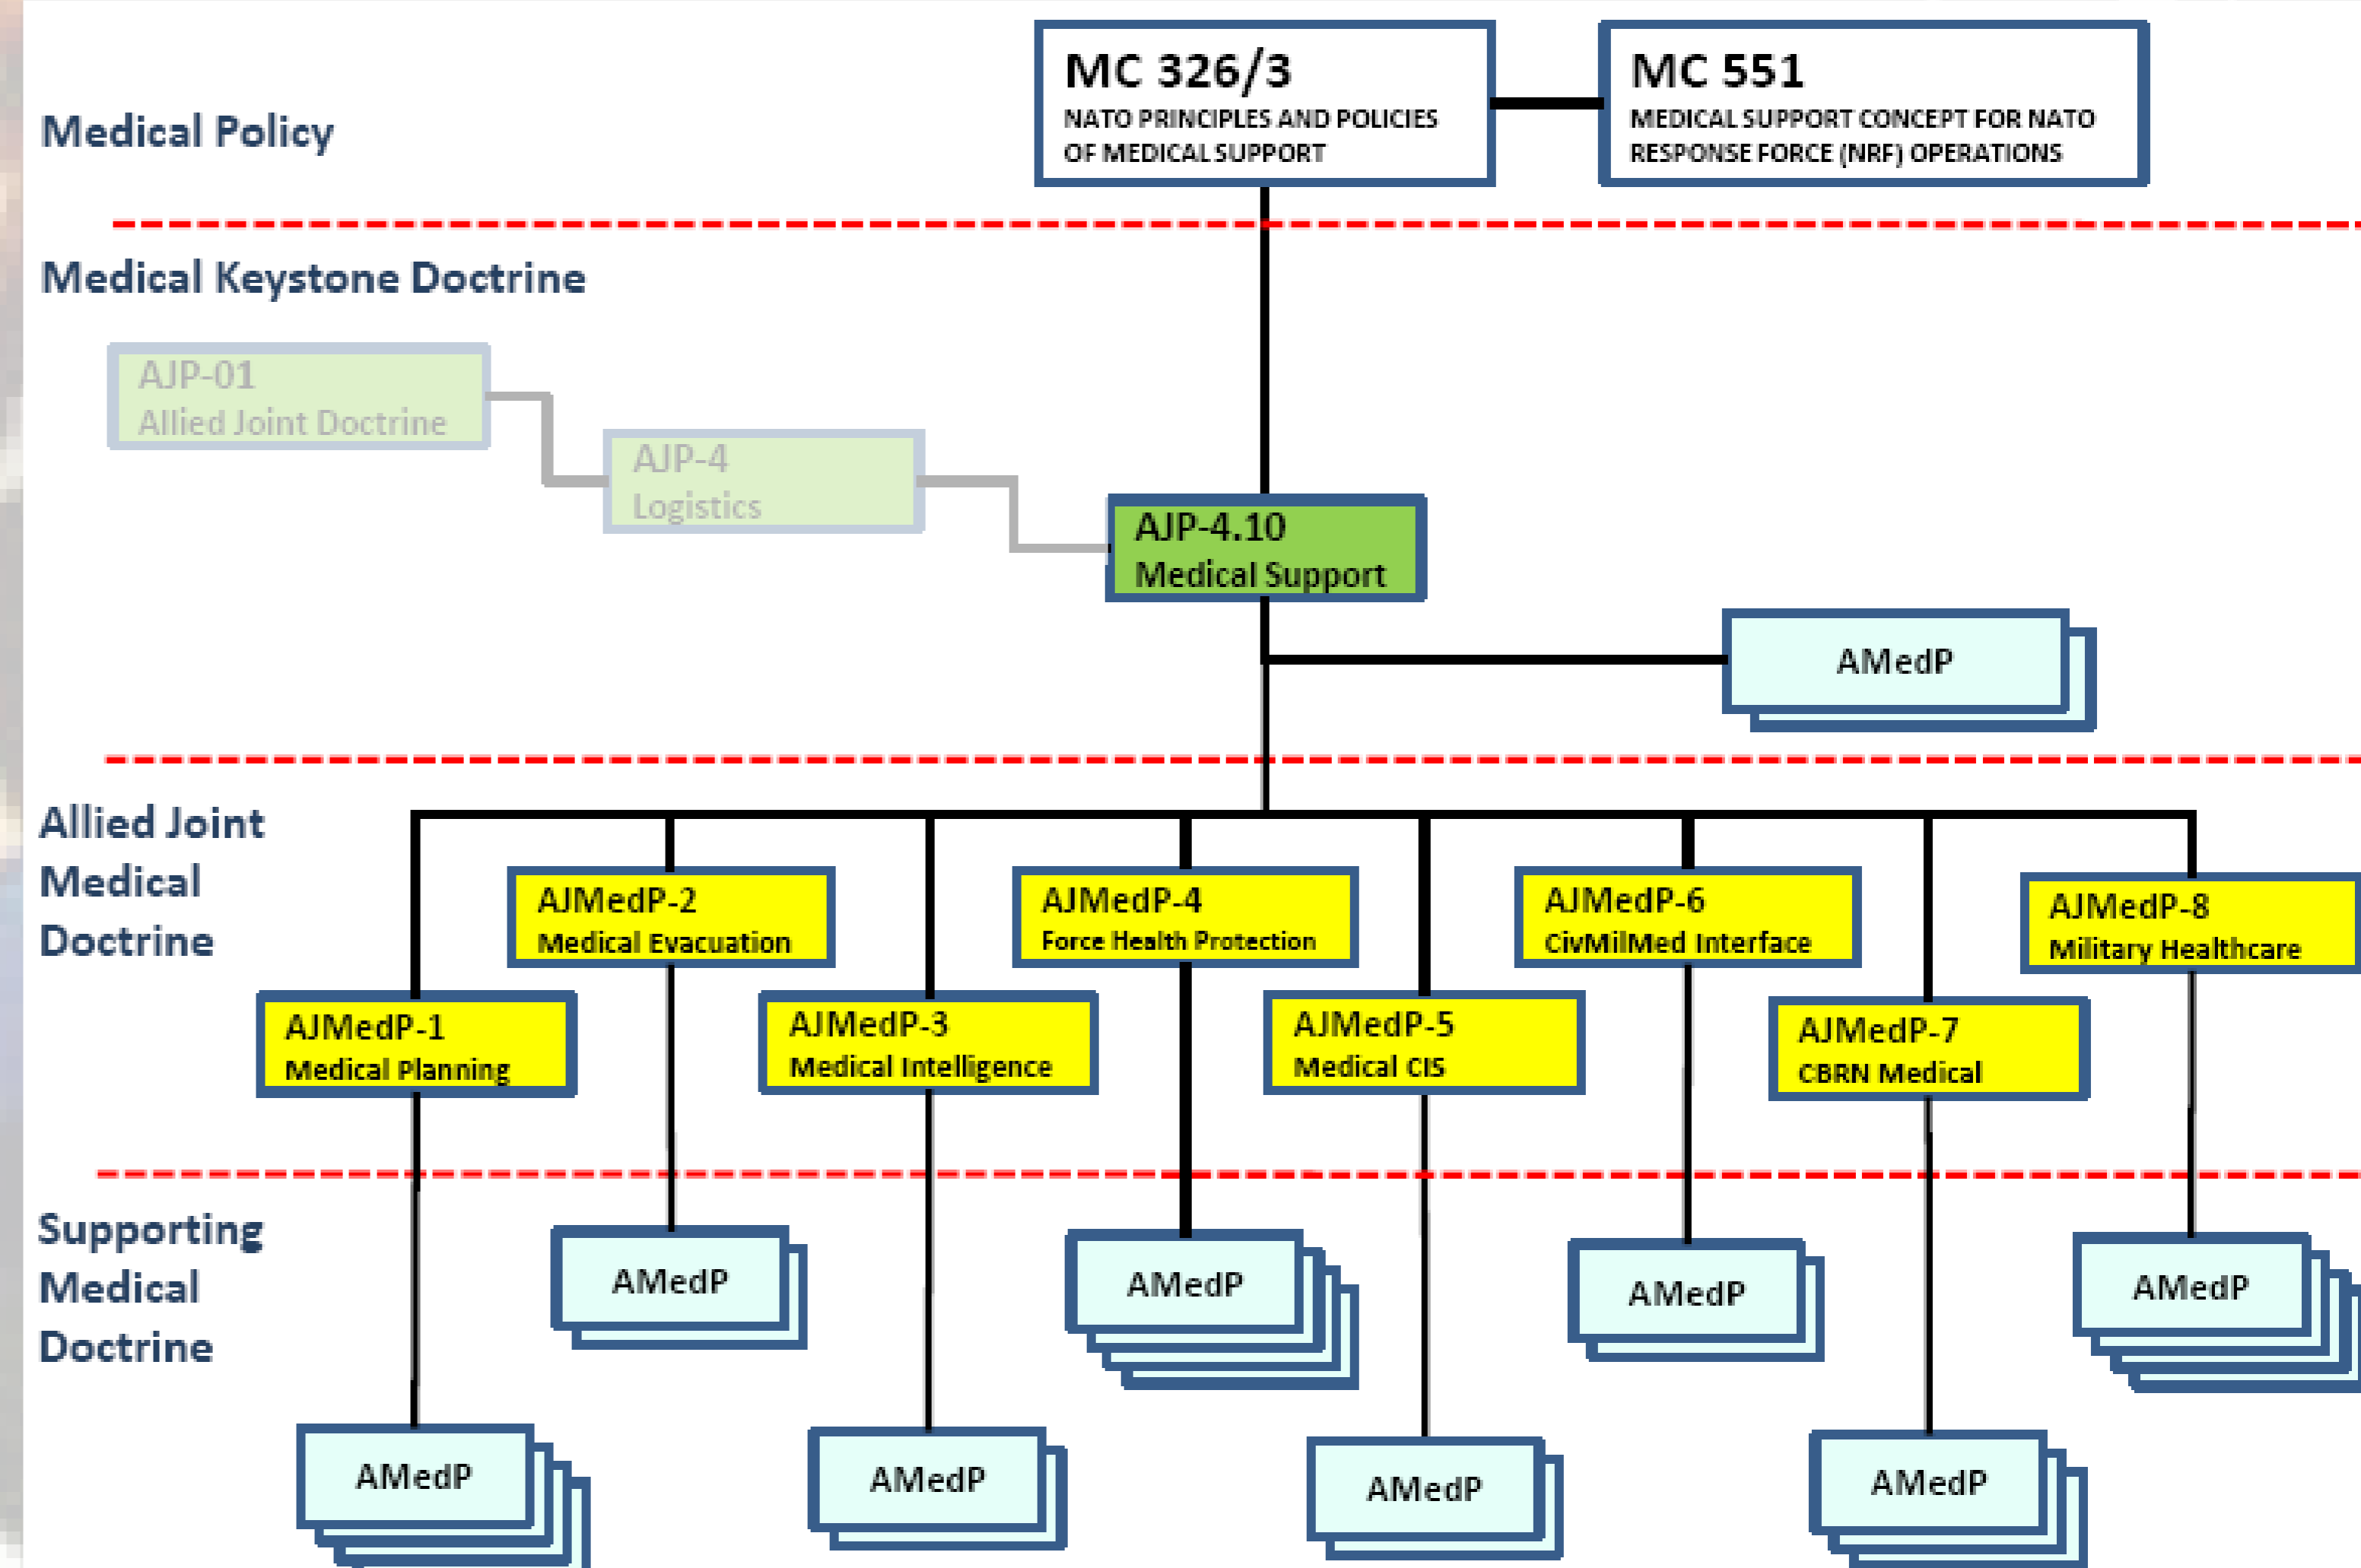 MC 326/3
NATO PRINCIPLES AND POLICIES
OF MEDICAL SUPPORT
MC 551
MEDICAL SUPPORT CONCEPT FOR NATO
RESPONSE FORCE (NRF) OPERATIONS
Medical Policy
Medical Keystone Doctrine
AJP-01
Allied Joint Doctrine
AJP-4
Logistics
AJP-4.10
Medical Support
AMedP
Allied Joint
Medical
Doctrine
AJMedP-2
Medical Evacuation
AJMedP-4
Force Health Protection
AJMedP-6
CivMilMed Interface
AJMedP-8
Military Healthcare
AJMedP-1
Medical Planning
AJMedP-3
Medical Intelligence
AJMedP-5
Medical CIS
AJMedP-7
CBRN Medical
Supporting
Medical
Doctrine
AMedP
AMedP
AMedP
AMedP
AMedP
AMedP
AMedP
AMedP